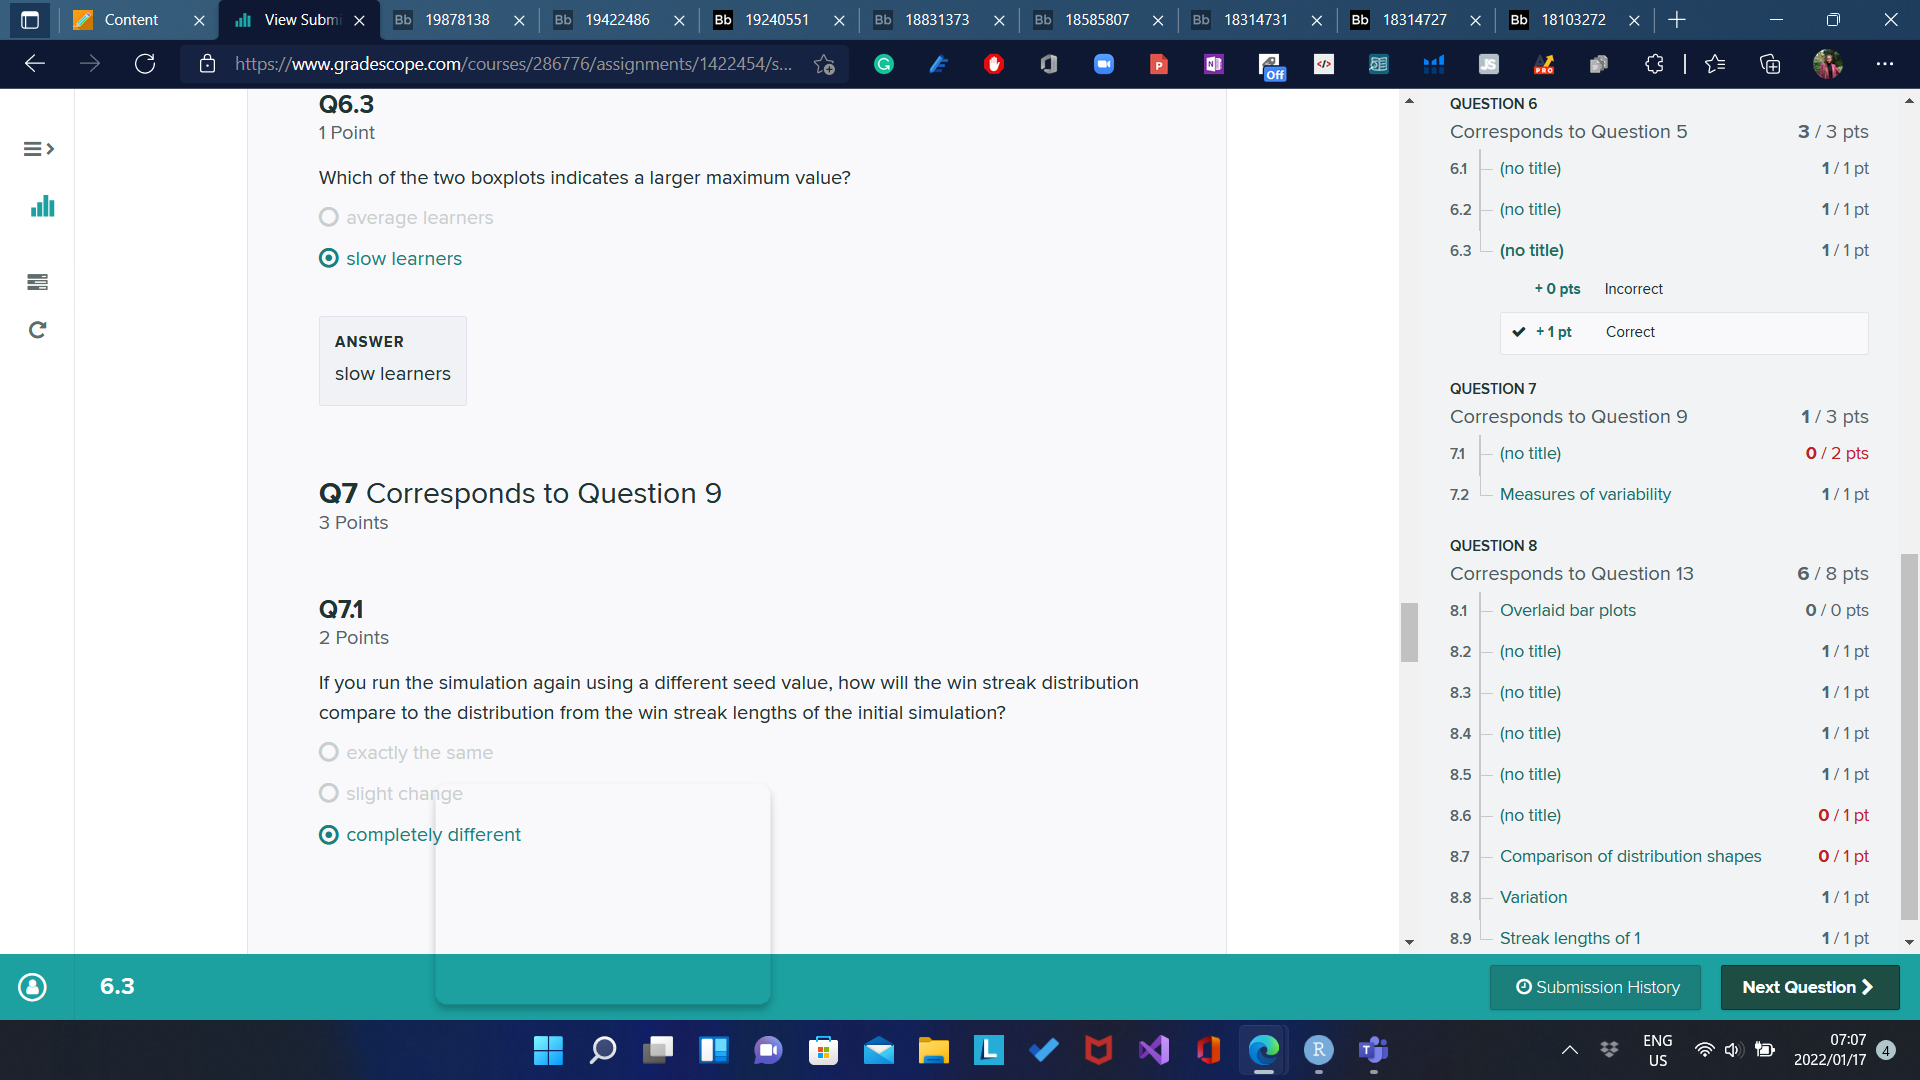 Content
View Submi
Bb 19878138
Bb 19422486
Bb 19240551
Bb 18831373
Bb 18585807
Bb 18314731
Bb 18314727
Bb 18103272
https://www.gradescope.com/courses/286776/assignments/1422454/s...
Off
Q6.3
1 Point
Which of the two boxplots indicates a larger maximum value?
average learners
slow learners
ANSWER
slow learners
Q7 Corresponds to Question 9
3 Points
Q7.1
2 Points
If you run the simulation again using a different seed value, how will the win streak distribution
compare to the distribution from the win streak lengths of the initial simulation?
exactly the same
slight change
completely different
QUESTION 6
Corresponds to Question 5 3 / 3 pts
6.1 (no title) 1 / 1 pt
6.2 (no title) 1 / 1 pt
6.3 (no title) 1 / 1 pt
+ 0 pts Incorrect
+ 1 pt Correct
QUESTION 7
Corresponds to Question 9 1 / 3 pts
7.1 (no title) 0 / 2 pts
7.2 Measures of variability 1 / 1 pt
QUESTION 8
Corresponds to Question 13 6 / 8 pts
8.1 Overlaid bar plots 0 / 0 pts
8.2 (no title) 1 / 1 pt
8.3 (no title) 1 / 1 pt
8.4 (no title) 1 / 1 pt
8.5 (no title) 1 / 1 pt
8.6 (no title) 0 / 1 pt
8.7 Comparison of distribution shapes 0 / 1 pt
8.8 Variation 1 / 1 pt
8.9 Streak lengths of 1 1 / 1 pt
6.3
Submission History
Next Question
ENG
US
07:07
2022/01/17
4